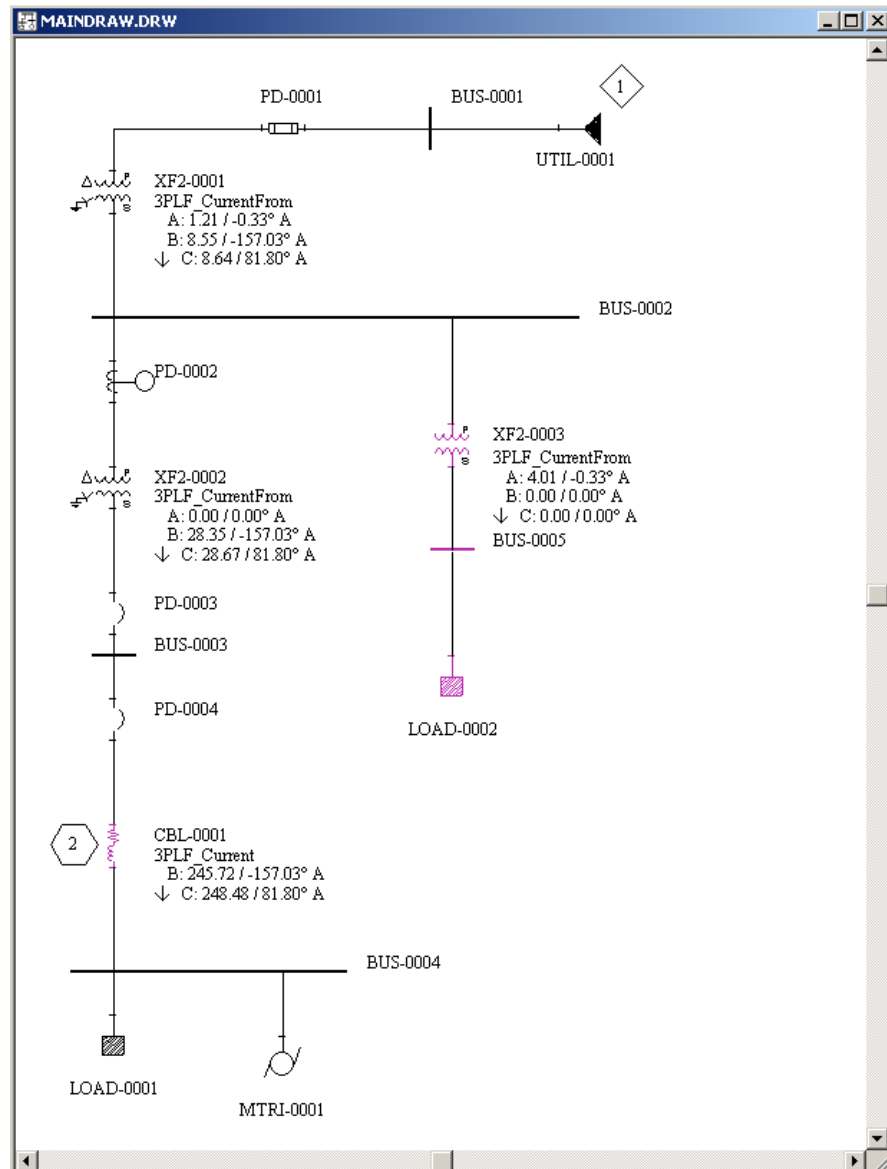 MAINDRAW.DRW
1
PD-0001
BUS-0001
UTIL-0001
XF2-0001
P
S
3PLF_CurrentFrom
A: 1.21 / -0.33° A
B: 8.55 / -157.03° A
C: 8.64 / 81.80° A
BUS-0002
PD-0002
XF2-0003
P
S
3PLF_CurrentFrom
A: 4.01 / -0.33° A
B: 0.00 / 0.00° A
C: 0.00 / 0.00° A
BUS-0005
XF2-0002
P
S
3PLF_CurrentFrom
A: 0.00 / 0.00° A
B: 28.35 / -157.03° A
C: 28.67 / 81.80° A
PD-0003
BUS-0003
PD-0004
LOAD-0002
2
CBL-0001
3PLF_Current
B: 245.72 / -157.03° A
C: 248.48 / 81.80° A
BUS-0004
LOAD-0001
MTRI-0001